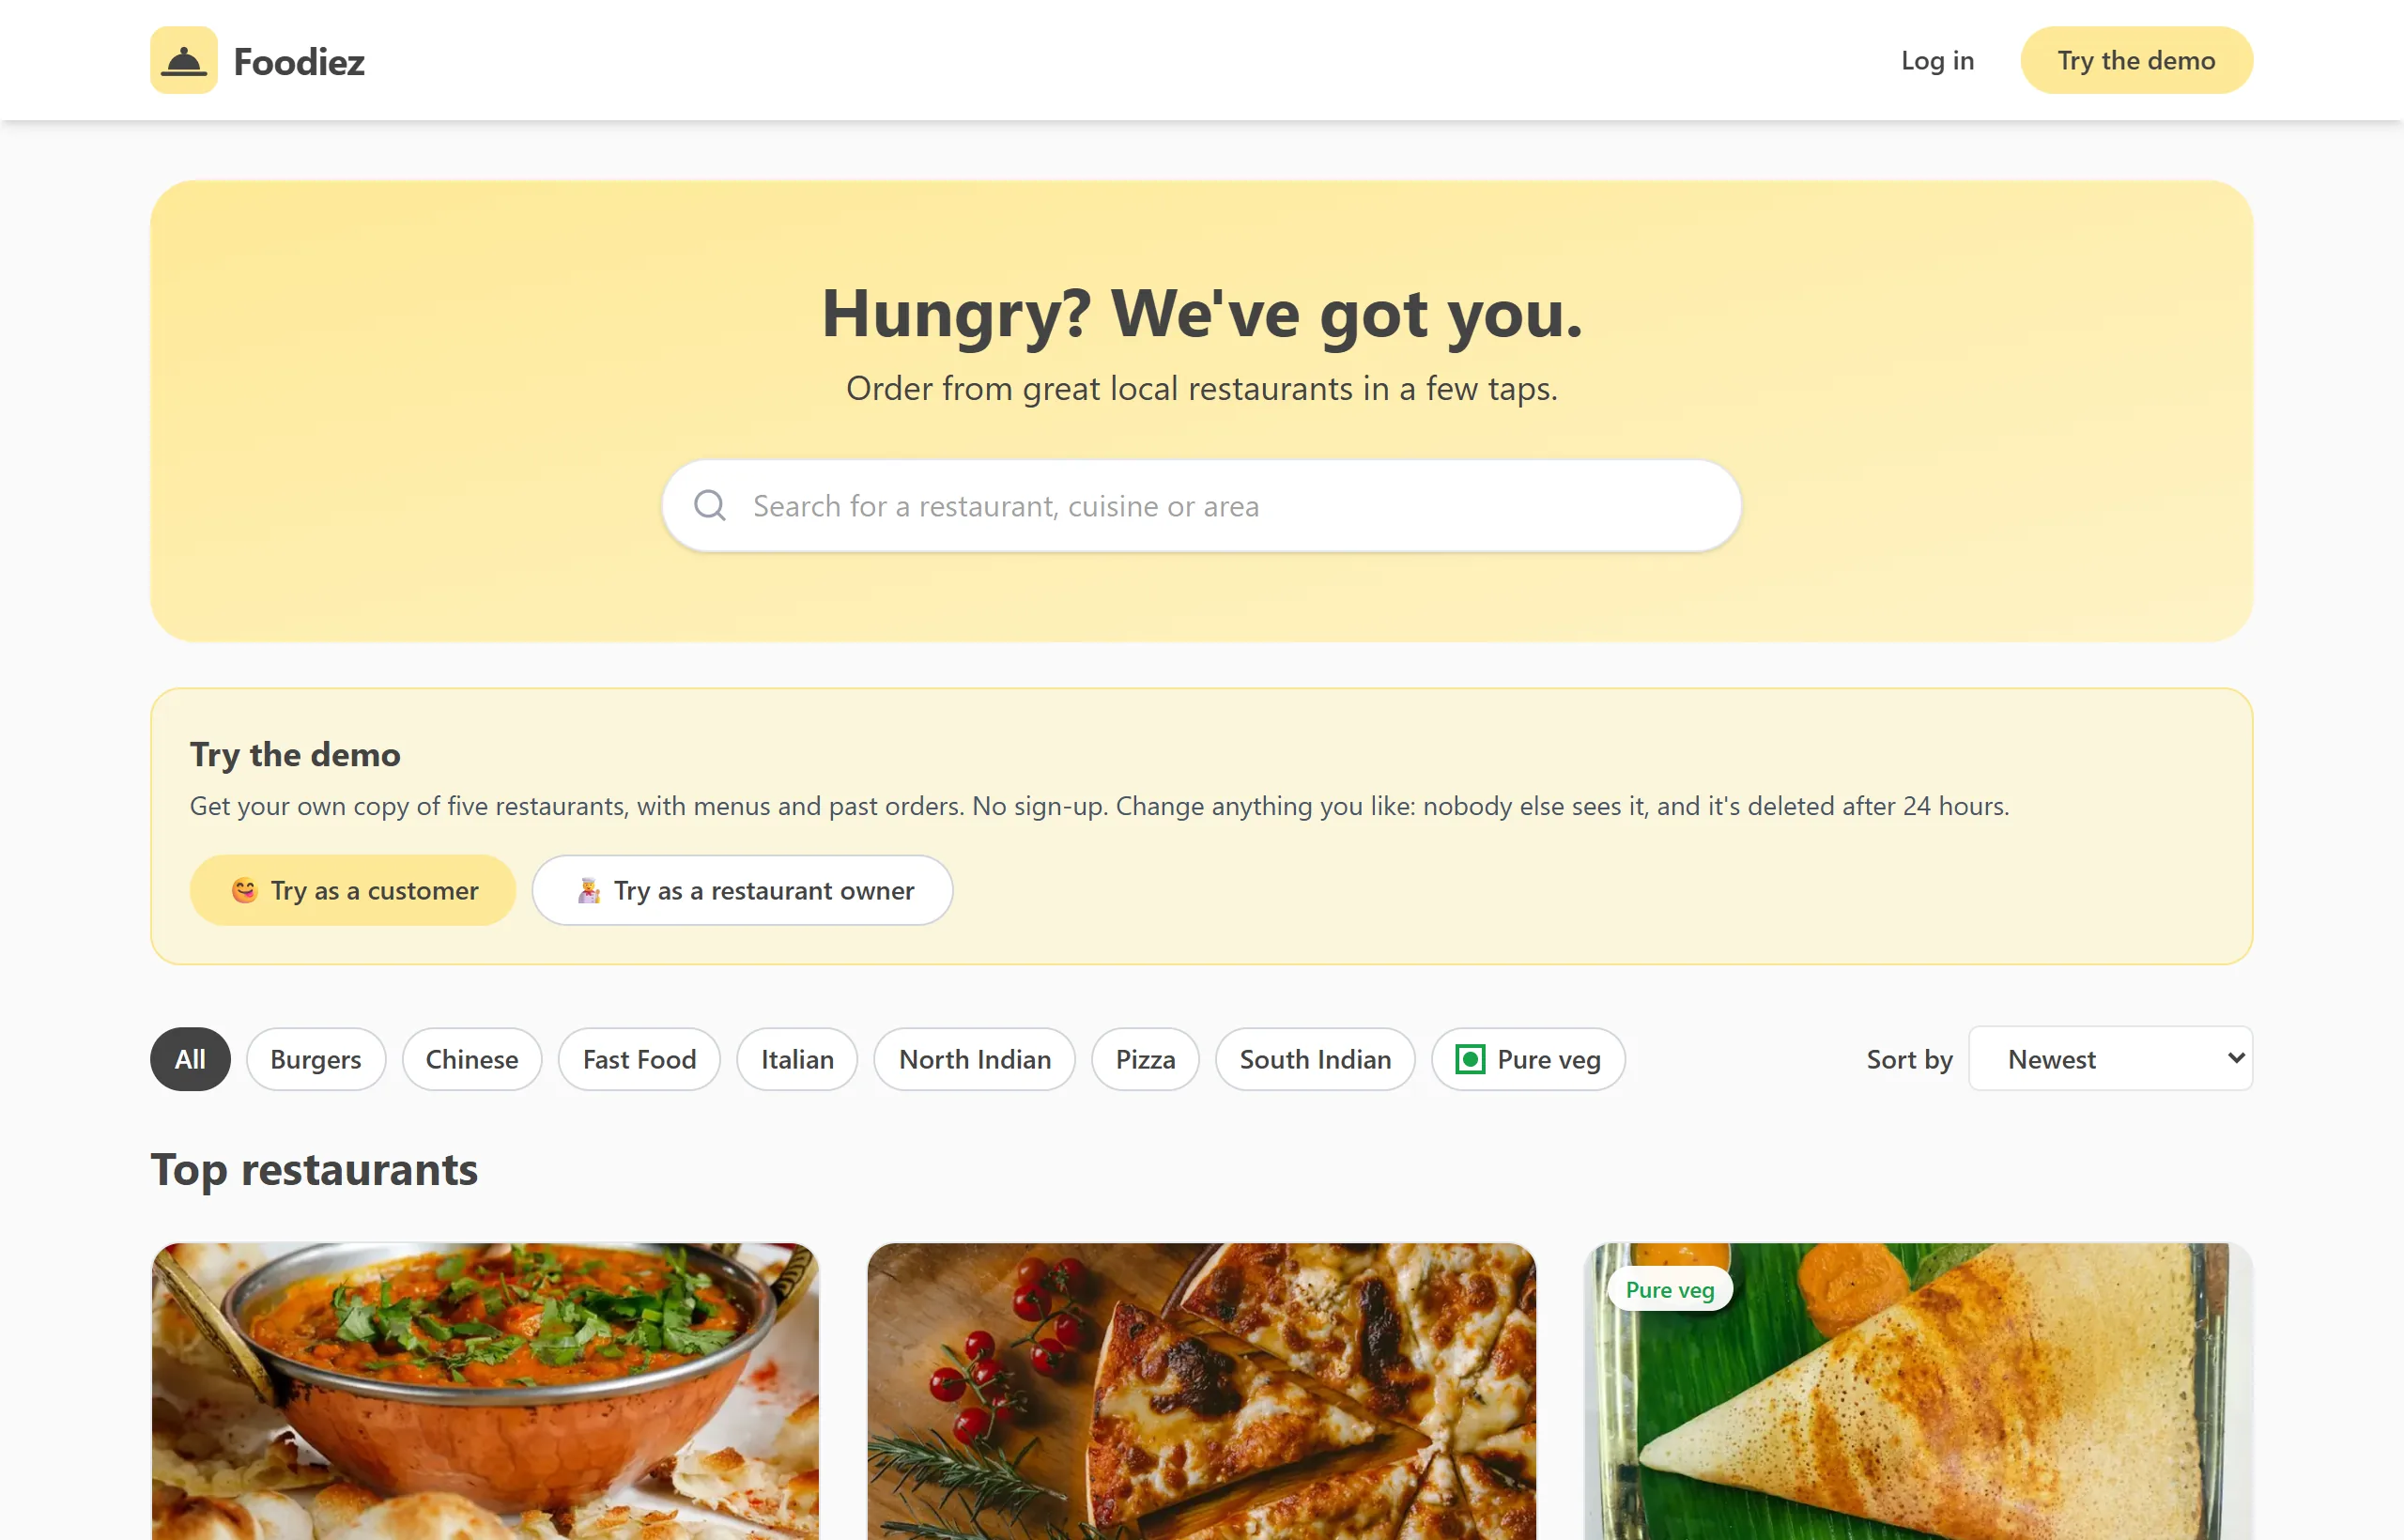 Foodiez
Log in
Try the demo
Hungry? We've got you.
Order from great local restaurants in a few taps.
Search for a restaurant, cuisine or area
Try the demo
Get your own copy of five restaurants, with menus and past orders. No sign-up. Change anything you like: nobody else sees it, and it's deleted after 24 hours.
Try as a customer
Try as a restaurant owner
All
Burgers
Chinese
Fast Food
Italian
North Indian
Pizza
South Indian
Pure veg
Sort by
Newest
Top restaurants
Pure veg